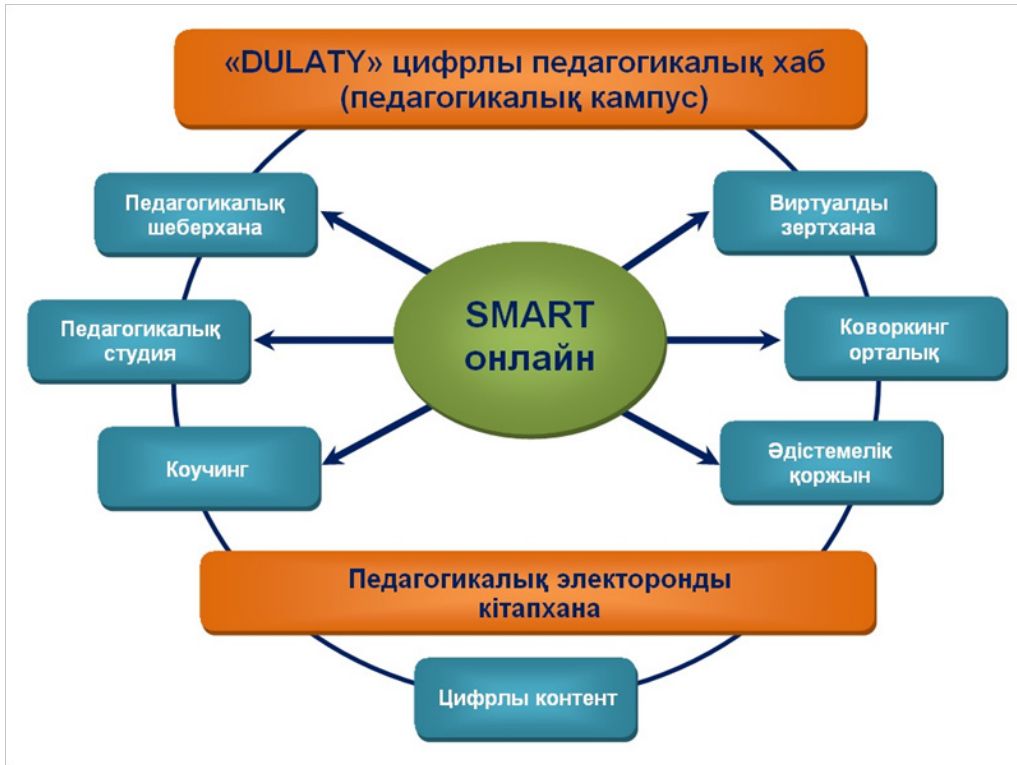 «DULATY» цифрлы педагогикалық хаб
(педагогикалық кампус)
Педагогикалық
шеберхана
Виртуалды
зертхана
SMART
онлайн
Педагогикалық
студия
Коворкинг
орталық
Коучинг
Әдістемелік
қоржын
Педагогикалық электоронды
кітапхана
Цифрлы контент